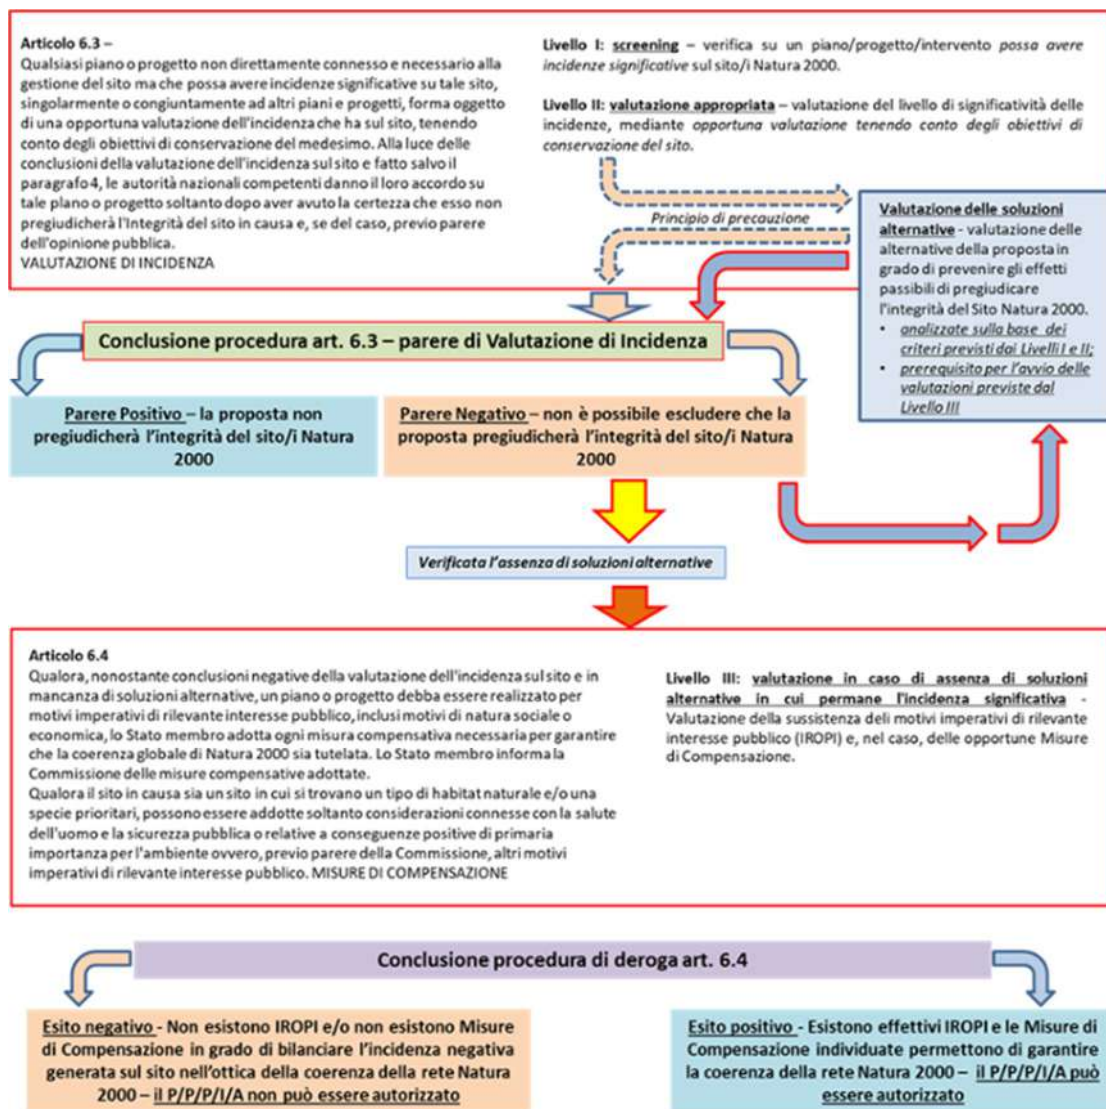 Articolo 6.3 –
Qualsiasi piano o progetto non direttamente connesso e necessario alla
gestione del sito ma che possa avere incidenze significative su tale sito,
singolarmente o congiuntamente ad altri piani e progetti, forma oggetto
di una opportuna valutazione dell'incidenza che ha sul sito, tenendo
conto degli obiettivi di conservazione del medesimo. Alla luce delle
conclusioni della valutazione dell'incidenza sul sito e fatto salvo il
paragrafo 4, le autorità nazionali competenti danno il loro accordo su
tale piano o progetto soltanto dopo aver avuto la certezza che esso non
pregiudicherà l'integrità del sito in causa e, se del caso, previo parere
dell'opinione pubblica.
VALUTAZIONE DI INCIDENZA
Livello I: screening – verifica su un piano/progetto/intervento possa avere
incidenze significative sul sito/i Natura 2000.
Livello II: valutazione appropriata – valutazione del livello di significatività delle
incidenze, mediante opportuna valutazione tenendo conto degli obiettivi di
conservazione del sito.
Principio di precauzione
Valutazione delle soluzioni
alternative - valutazione delle
alternative della proposta in
grado di prevenire gli effetti
passibili di pregiudicare
l'integrità del Sito Natura 2000.
• analizzate sulla base dei
criteri previsti dai Livelli I e II;
• prerequisito per l'avvio delle
valutazioni previste dal
Livello III
Conclusione procedura art. 6.3 – parere di Valutazione di Incidenza
Parere Positivo – la proposta non
pregiudicherà l'integrità del sito/i Natura
2000
Parere Negativo – non è possibile escludere che la
proposta pregiudicherà l'integrità del sito/i Natura
2000
Verificata l'assenza di soluzioni alternative
Articolo 6.4
Qualora, nonostante conclusioni negative della valutazione dell'incidenza sul sito e in
mancanza di soluzioni alternative, un piano o progetto debba essere realizzato per
motivi imperativi di rilevante interesse pubblico, inclusi motivi di natura sociale o
economica, lo Stato membro adotta ogni misura compensativa necessaria per garantire
che la coerenza globale di Natura 2000 sia tutelata. Lo Stato membro informa la
Commissione delle misure compensative adottate.
Qualora il sito in causa sia un sito in cui si trovano un tipo di habitat naturale e/o una
specie prioritari, possono essere addotte soltanto considerazioni connesse con la salute
dell'uomo e la sicurezza pubblica o relative a conseguenze positive di primaria
importanza per l'ambiente ovvero, previo parere della Commissione, altri motivi
imperativi di rilevante interesse pubblico. MISURE DI COMPENSAZIONE
Livello III: valutazione in caso di assenza di soluzioni
alternative in cui permane l'incidenza significativa -
Valutazione della sussistenza deli motivi imperativi di rilevante
interesse pubblico (IROPI) e, nel caso, delle opportune Misure
di Compensazione.
Conclusione procedura di deroga art. 6.4
Esito negativo - Non esistono IROPI e/o non esistono Misure
di Compensazione in grado di bilanciare l'incidenza negativa
generata sul sito nell'ottica della coerenza della rete Natura
2000 – il P/P/P/I/A non può essere autorizzato
Esito positivo - Esistono effettivi IROPI e le Misure di
Compensazione individuate permettono di garantire
la coerenza della rete Natura 2000 – il P/P/P/I/A può
essere autorizzato